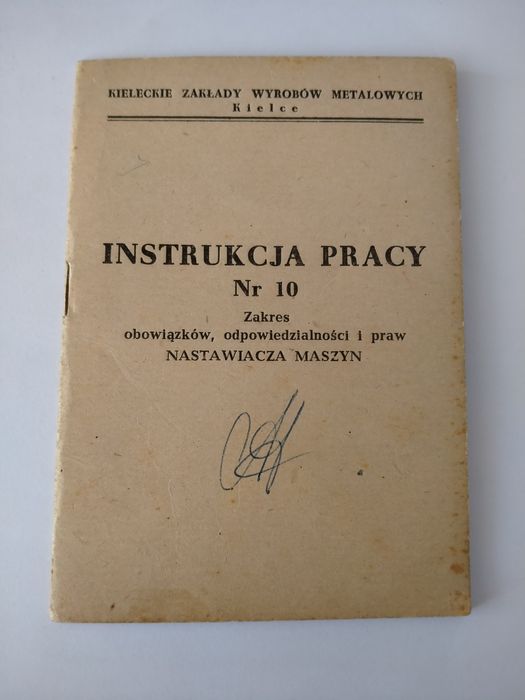 KIELECKIE ZAKŁADY WYROBÓW METALOWYCH
Kielce
INSTRUKCJA PRACY
Nr 10
Zakres
obowiązków, odpowiedzialności i praw
NASTAWIACZA MASZYN